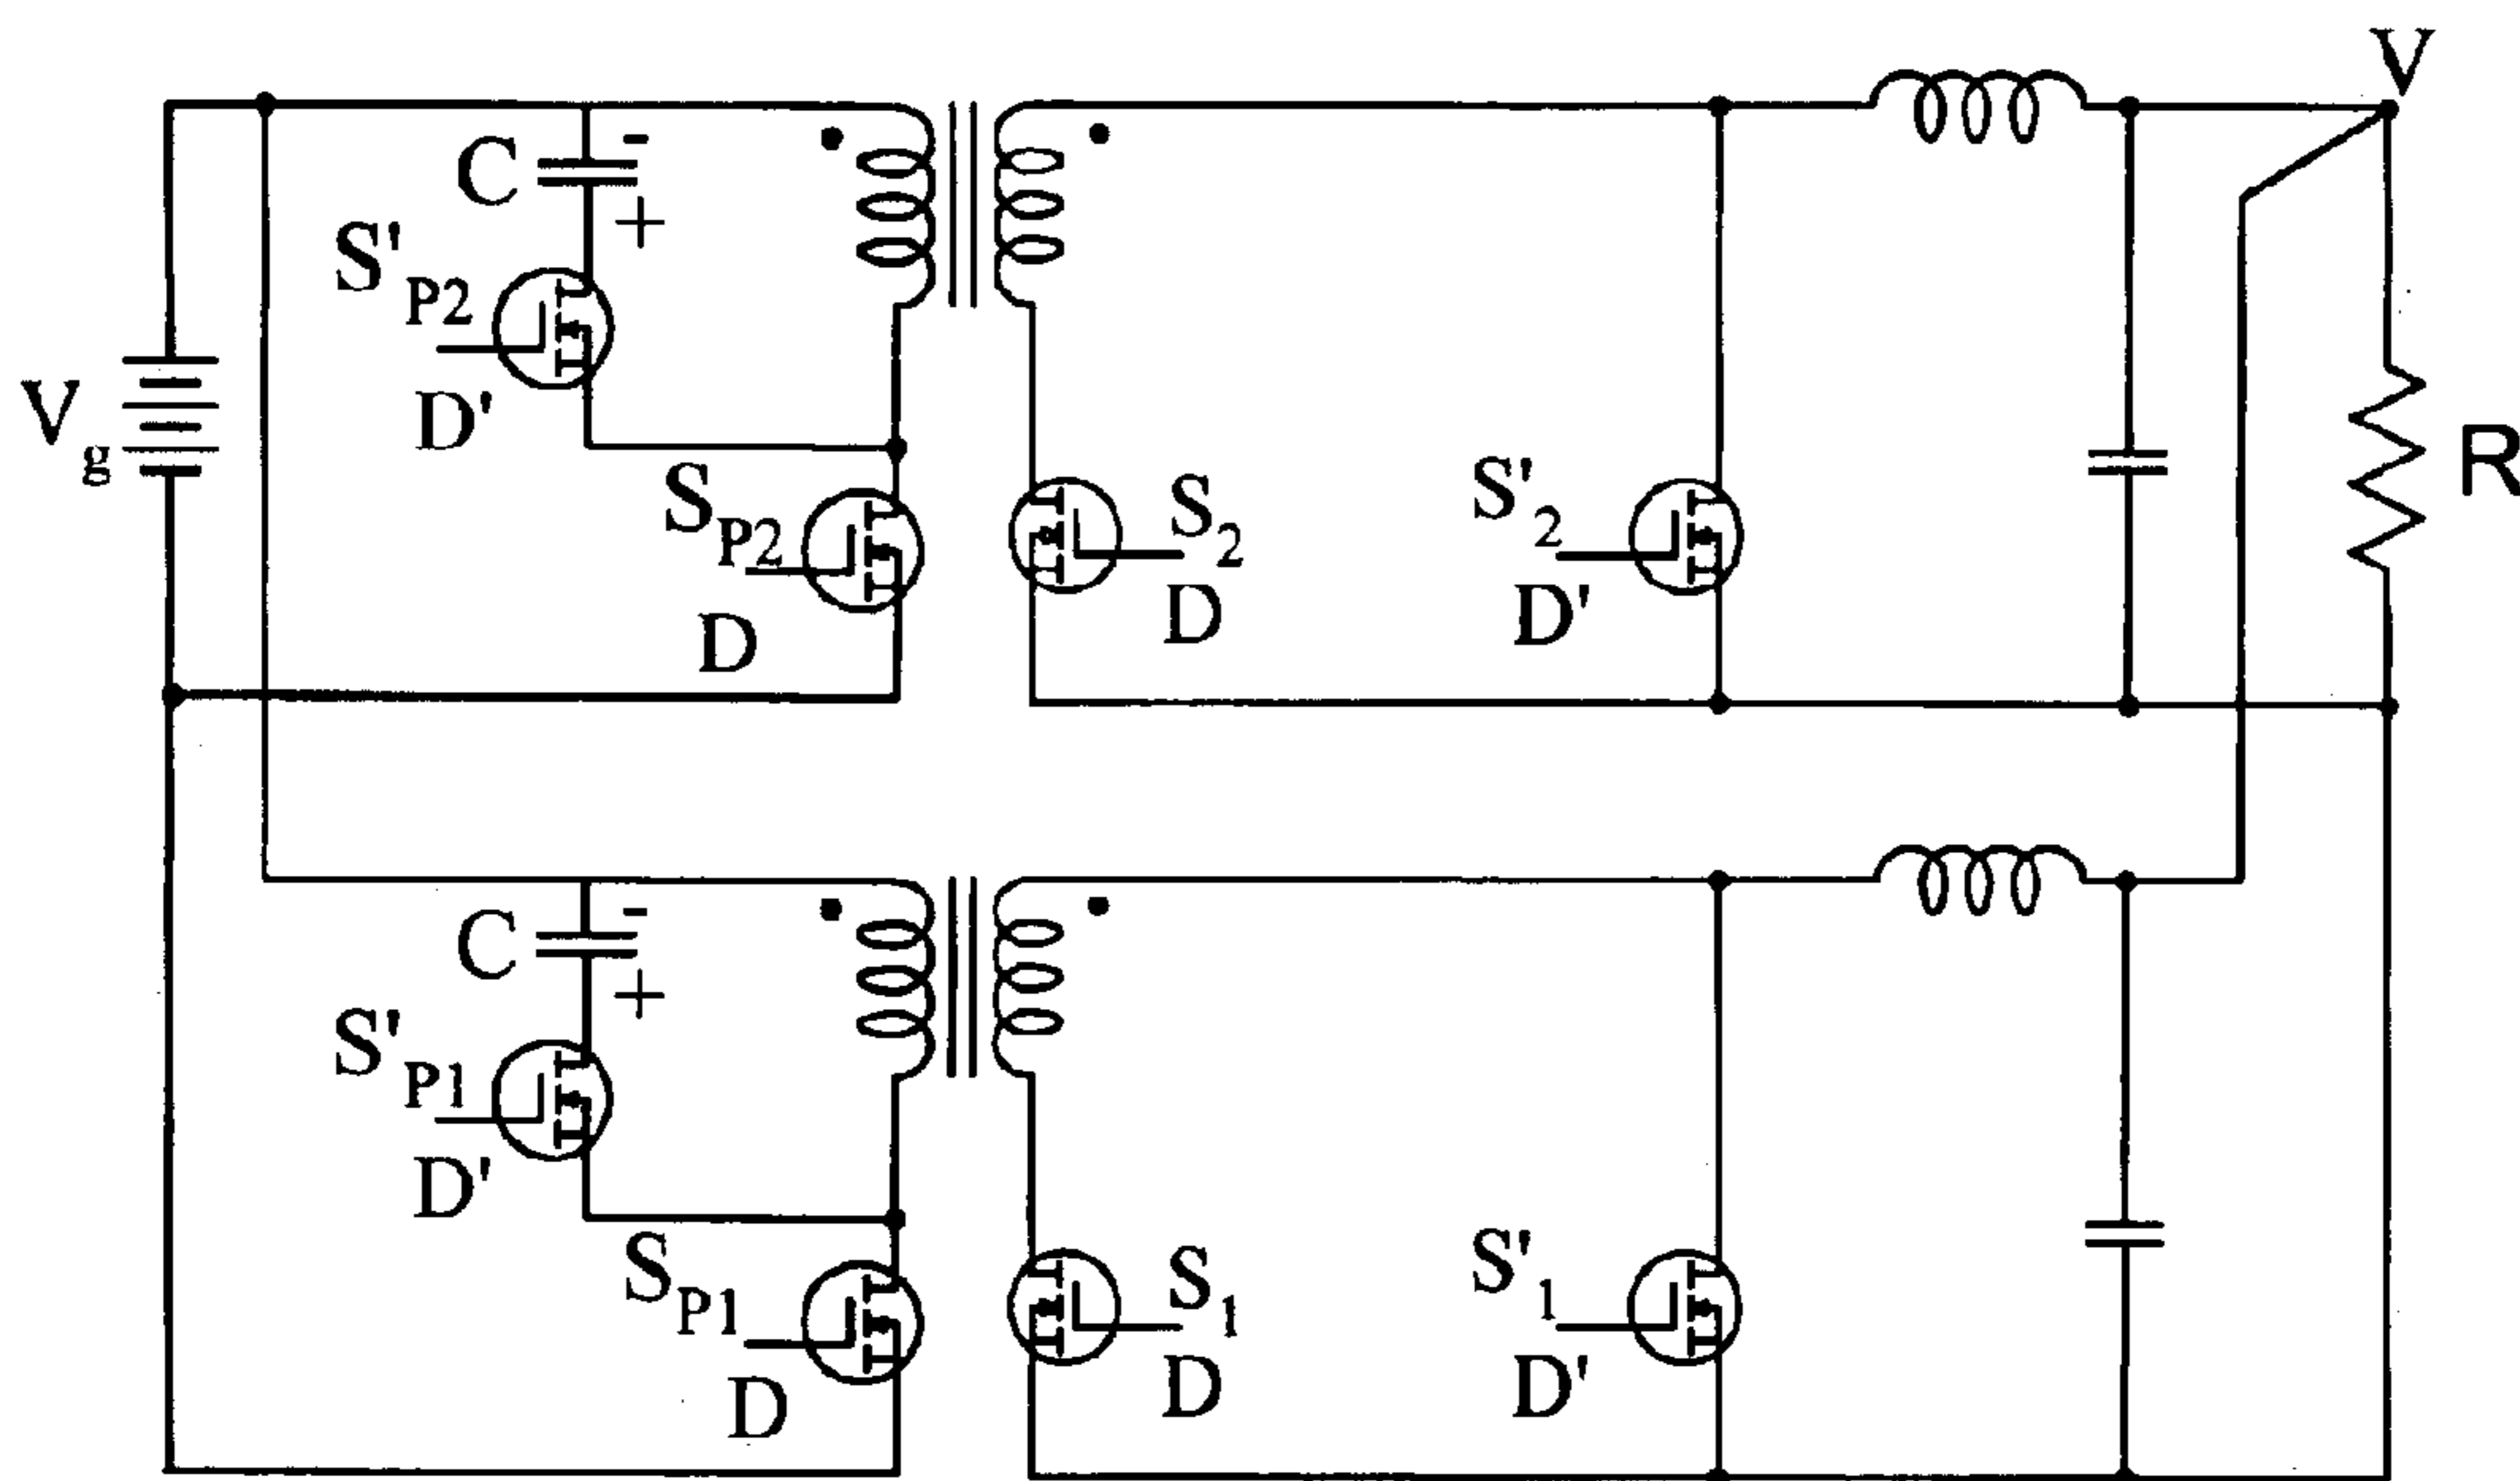 V
C
-
+
S'P2
D'
Vg
SP2
D
S2
D
S'2
D'
R
C
-
+
S'P1
D'
SP1
D
S1
D
S'1
D'